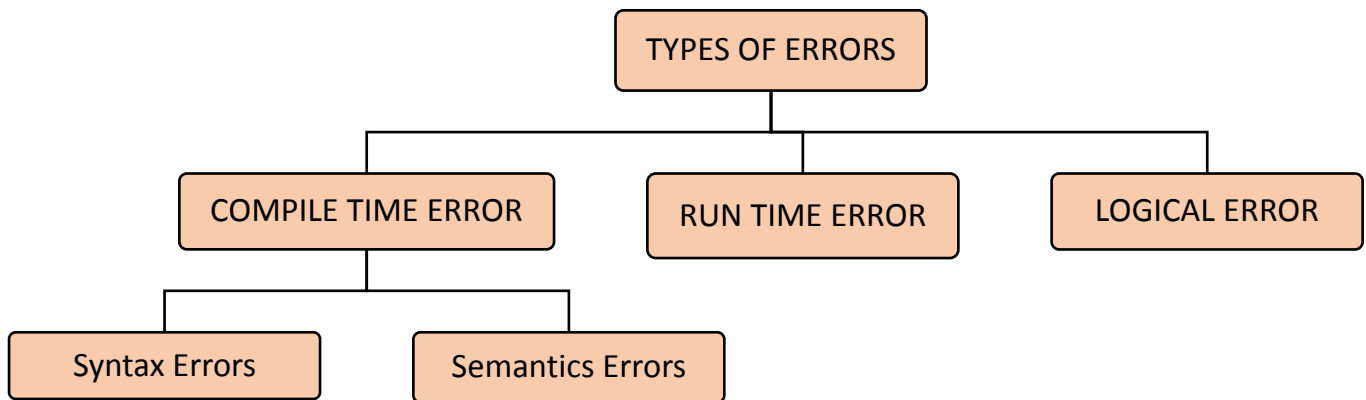 TYPES OF ERRORS
COMPILE TIME ERROR
RUN TIME ERROR
LOGICAL ERROR
Syntax Errors
Semantics Errors